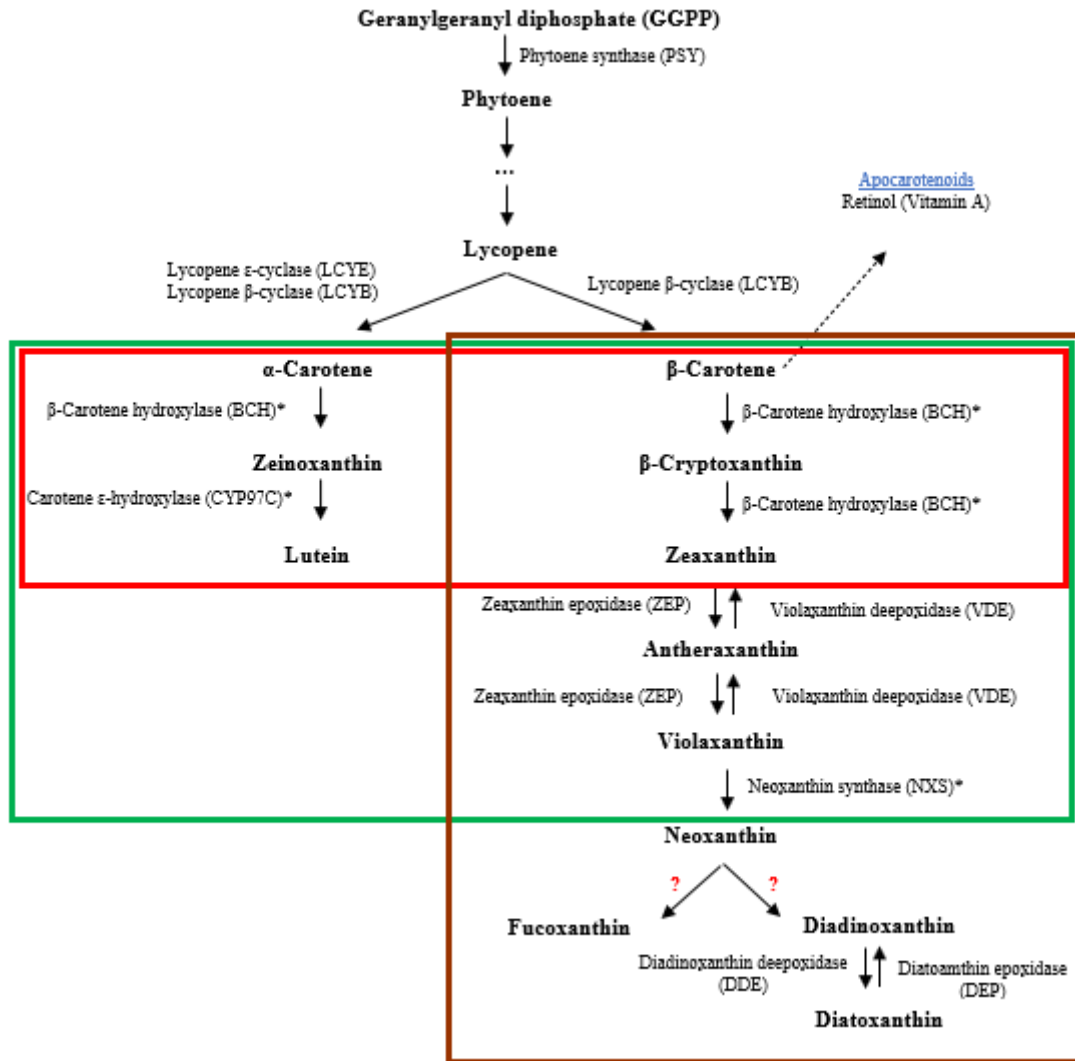 Geranylgeranyl diphosphate (GGPP)
Phytoene synthase (PSY)
Phytoene
...
Apocarotenoids
Retinol (Vitamin A)
Lycopene
Lycopene ε-cyclase (LCYE)
Lycopene β-cyclase (LCYB)
Lycopene β-cyclase (LCYB)
α-Carotene
β-Carotene
β-Carotene hydroxylase (BCH)*
β-Carotene hydroxylase (BCH)*
Zeinoxanthin
β-Cryptoxanthin
Carotene ε-hydroxylase (CYP97C)*
β-Carotene hydroxylase (BCH)*
Lutein
Zeaxanthin
Zeaxanthin epoxidase (ZEP)
Violaxanthin deepoxidase (VDE)
Antheraxanthin
Zeaxanthin epoxidase (ZEP)
Violaxanthin deepoxidase (VDE)
Violaxanthin
Neoxanthin synthase (NXS)*
Neoxanthin
?
?
Fucoxanthin
Diadinoxanthin
Diadinoxanthin deepoxidase
(DDE)
Diatoamthin epoxidase
(DEP)
Diatoxanthin